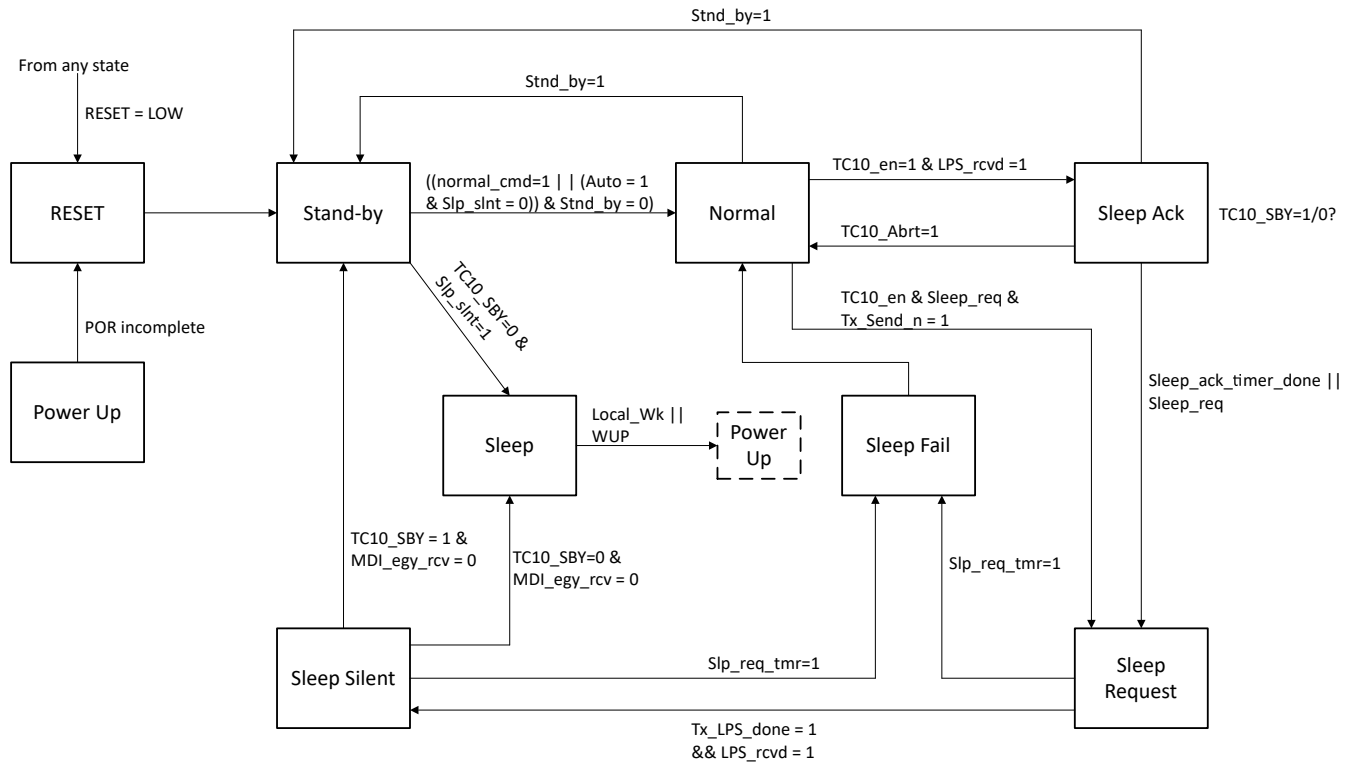 Stnd_by=1
From any state
Stnd_by=1
RESET = LOW
RESET
Stand-by
((normal_cmd=1 | | (Auto = 1
& Slp_slnt = 0)) & Stnd_by = 0)
Normal
TC10_en=1 & LPS_rcvd =1
TC10_Abrt=1
Sleep Ack
TC10_SBY=1/0?
TC10_SBY=0 &
Slp_slnt=1
TC10_en & Sleep_req &
Tx_Send_n = 1
POR incomplete
Power Up
Sleep_ack_timer_done ||
Sleep_req
Sleep
Local_Wk ||
WUP
Power
Up
Sleep Fail
TC10_SBY = 1 &
MDI_egy_rcv = 0
TC10_SBY=0 &
MDI_egy_rcv = 0
Slp_req_tmr=1
Sleep Silent
Slp_req_tmr=1
Sleep
Request
Tx_LPS_done = 1
&& LPS_rcvd = 1